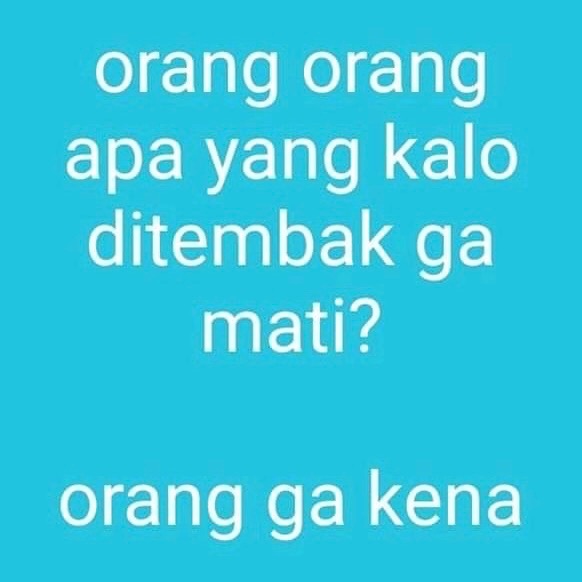 orang orang
apa yang kalo
ditembak ga
mati?
orang ga kena